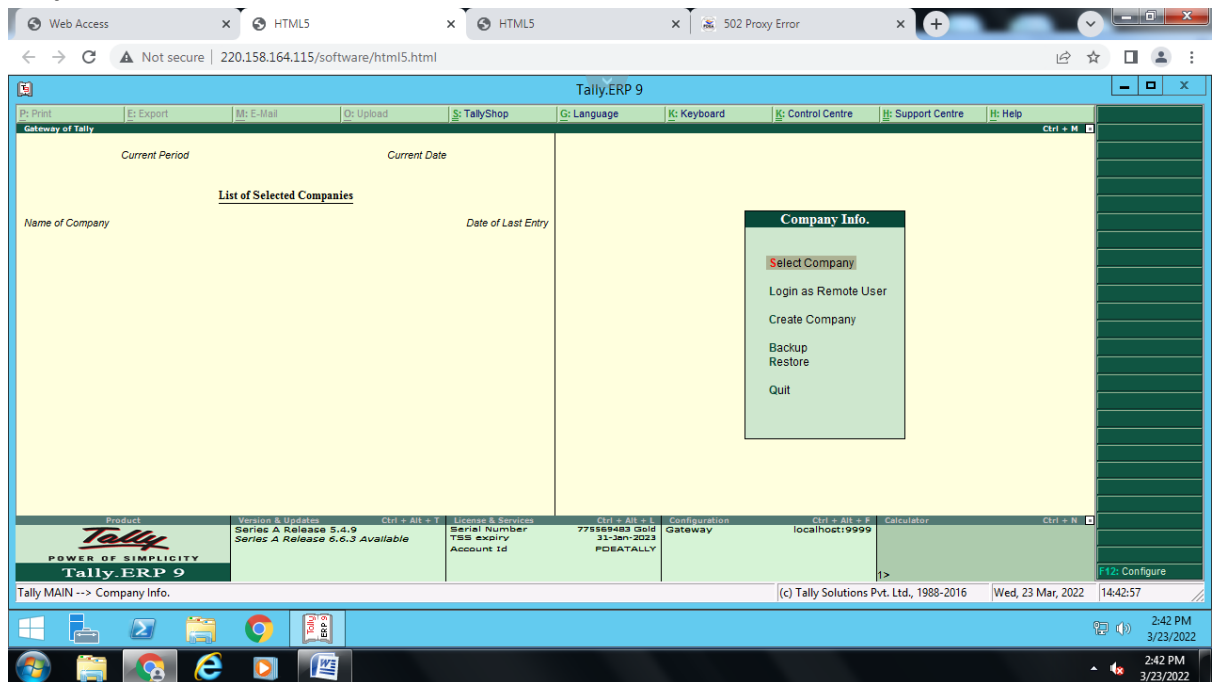 Web Access
HTML5
HTML5
502 Proxy Error
Not secure | 220.158.164.115/software/html5.html
Tally.ERP 9
P: Print E: Export M: E-Mail O: Upload S: TallyShop G: Language K: Keyboard K: Control Centre H: Support Centre H: Help
Gateway of Tally Ctrl + M
Current Period Current Date
List of Selected Companies
Name of Company Date of Last Entry
Company Info.
Select Company
Login as Remote User
Create Company
Backup
Restore
Quit
Product
Tally
POWER OF SIMPLICITY
Tally.ERP 9
Version & Updates Ctrl + Alt + T
Series A Release 5.4.9
Series A Release 6.6.3 Available
License & Services Ctrl + Alt + L
Serial Number 775569483 Gold
TSS expiry 31-Jan-2023
Account Id PDEATALLY
Configuration Ctrl + Alt + F
Gateway localhost:9999
Calculator Ctrl + N
1>
F12: Configure
Tally MAIN --> Company Info. (c) Tally Solutions Pvt. Ltd., 1988-2016 Wed, 23 Mar, 2022 14:42:57
Tally ERP 9
2:42 PM
3/23/2022
2:42 PM
3/23/2022